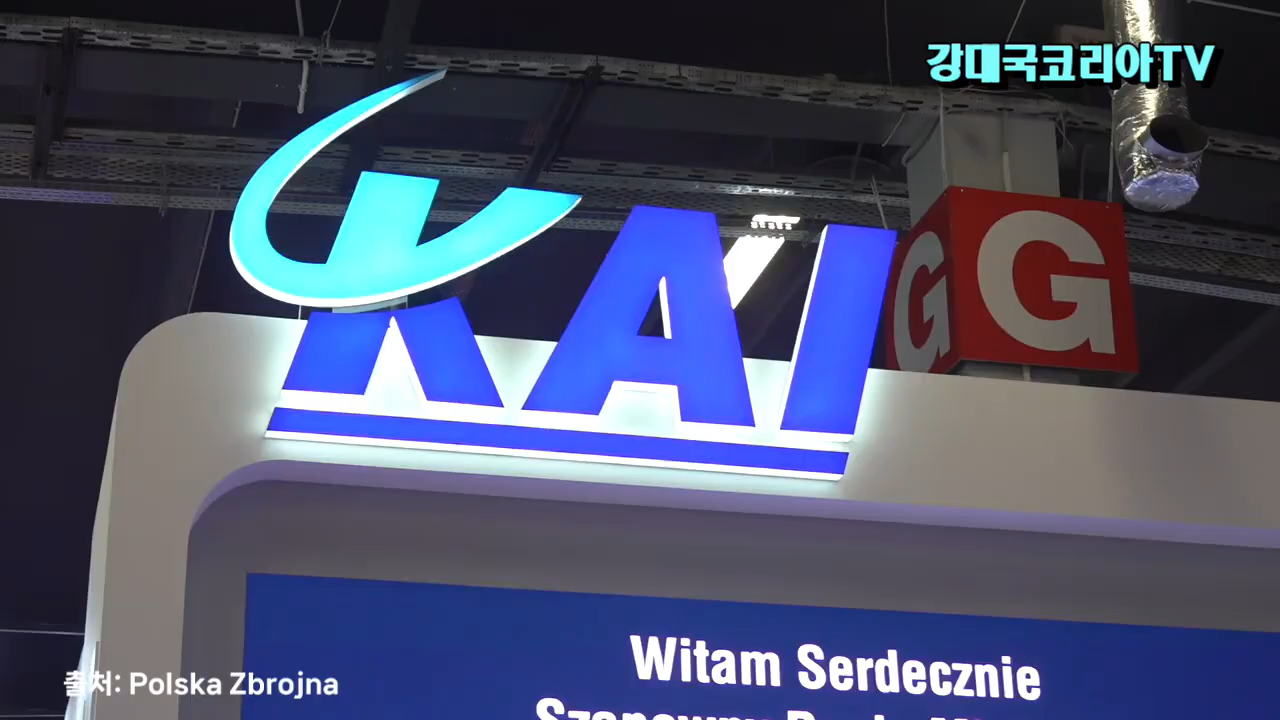 강대국코리아TV
KAI
G G
Witam Serdecznie
출처: Polska Zbrojna